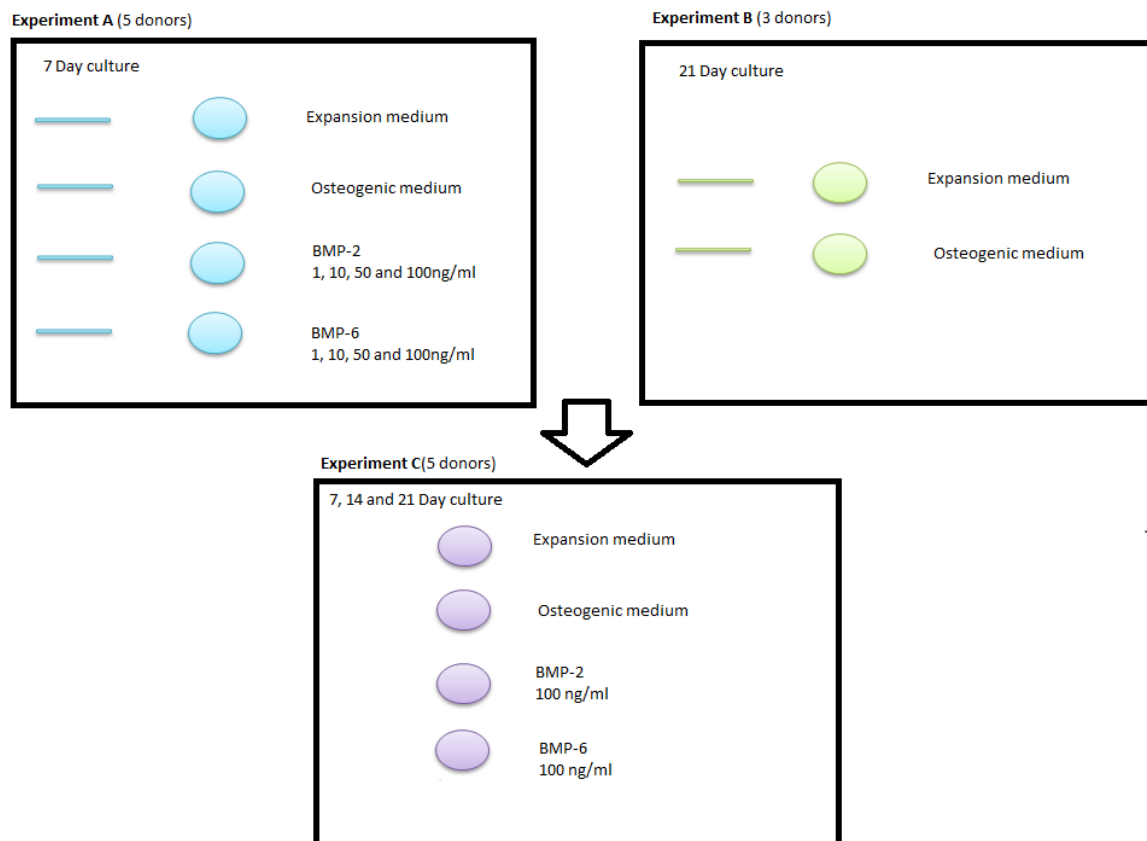 Experiment A (5 donors)
7 Day culture
Expansion medium
Osteogenic medium
BMP-2
1, 10, 50 and 100ng/ml
BMP-6
1, 10, 50 and 100ng/ml
Experiment B (3 donors)
21 Day culture
Expansion medium
Osteogenic medium
Experiment C(5 donors)
7, 14 and 21 Day culture
Expansion medium
Osteogenic medium
BMP-2
100 ng/ml
BMP-6
100 ng/ml